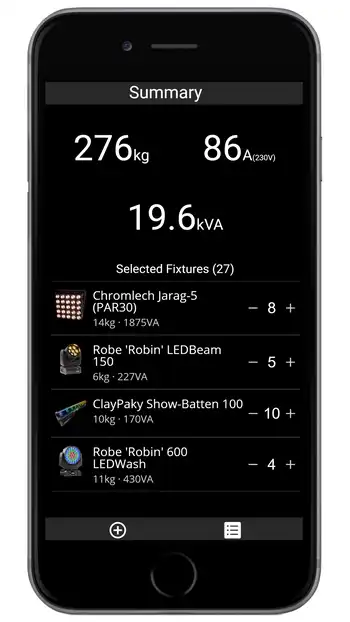 Summary
276kg 86A(230V)
19.6kVA
Selected Fixtures (27)
Chromlech Jarag-5
(PAR30)
14kg · 1875VA
− 8 +
Robe 'Robin' LEDBeam
150
6kg · 227VA
− 5 +
ClayPaky Show-Batten 100
10kg · 170VA
− 10 +
Robe 'Robin' 600
LEDWash
11kg · 430VA
− 4 +